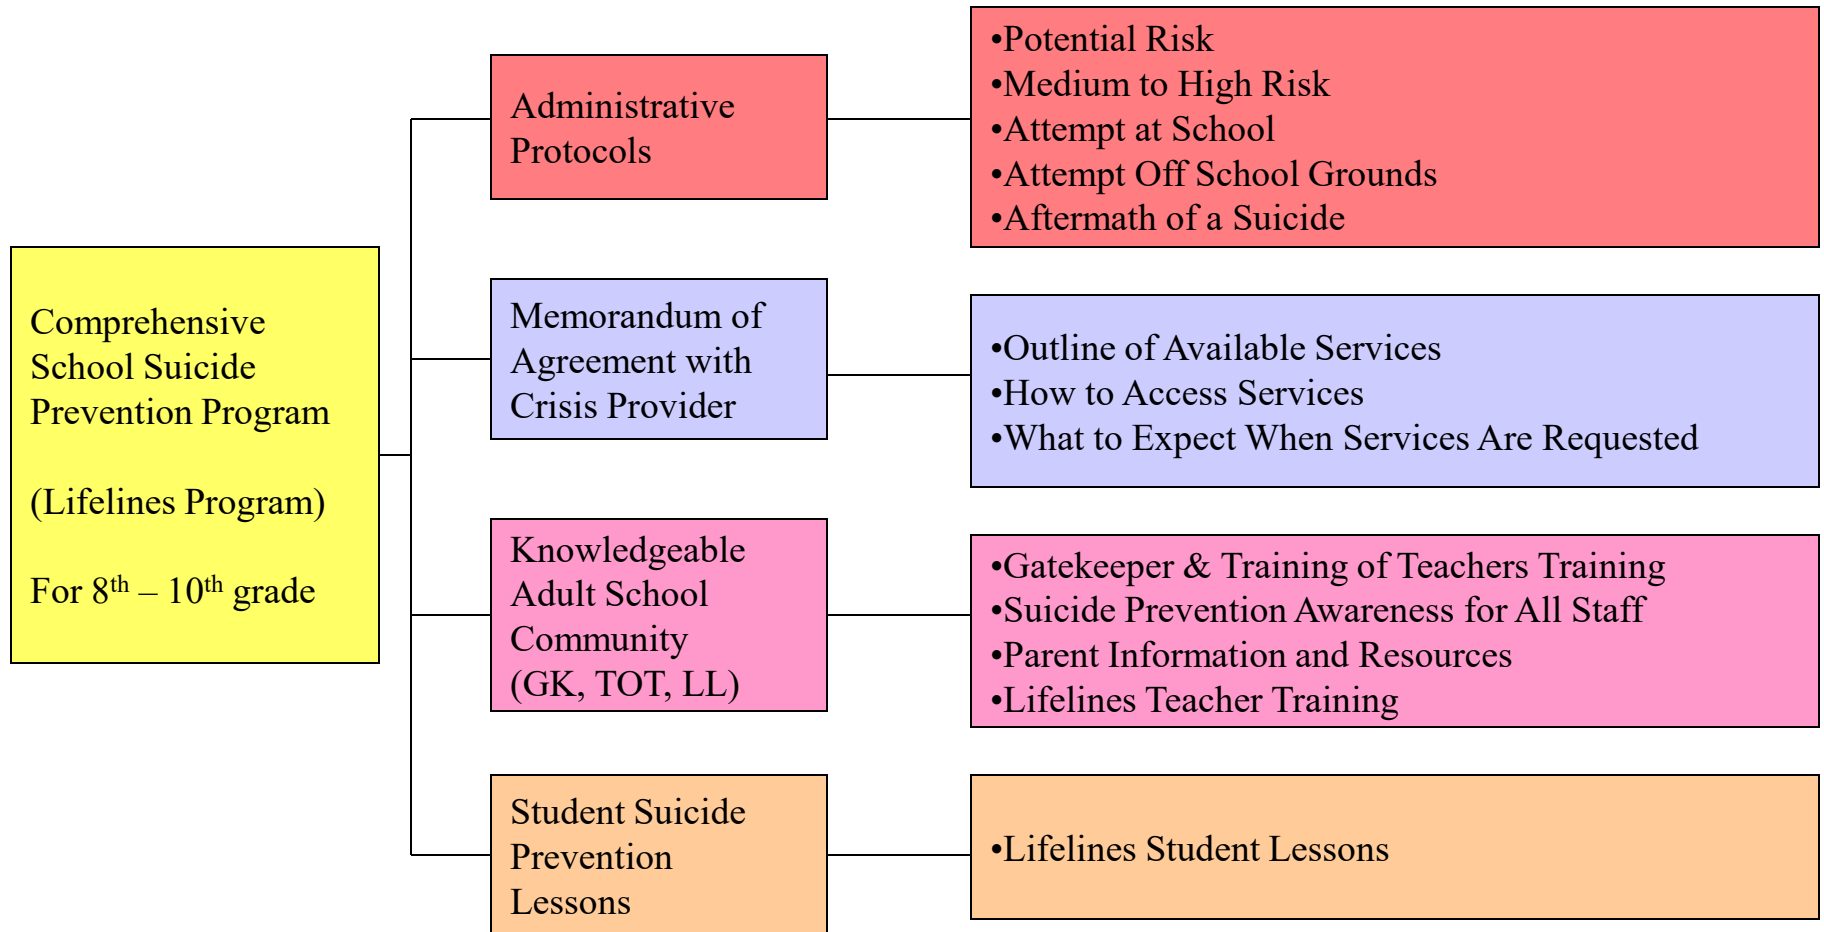 Comprehensive
School Suicide
Prevention Program
(Lifelines Program)
For 8th – 10th grade
Administrative
Protocols
•Potential Risk
•Medium to High Risk
•Attempt at School
•Attempt Off School Grounds
•Aftermath of a Suicide
Memorandum of
Agreement with
Crisis Provider
•Outline of Available Services
•How to Access Services
•What to Expect When Services Are Requested
Knowledgeable
Adult School
Community
(GK, TOT, LL)
•Gatekeeper & Training of Teachers Training
•Suicide Prevention Awareness for All Staff
•Parent Information and Resources
•Lifelines Teacher Training
Student Suicide
Prevention
Lessons
•Lifelines Student Lessons